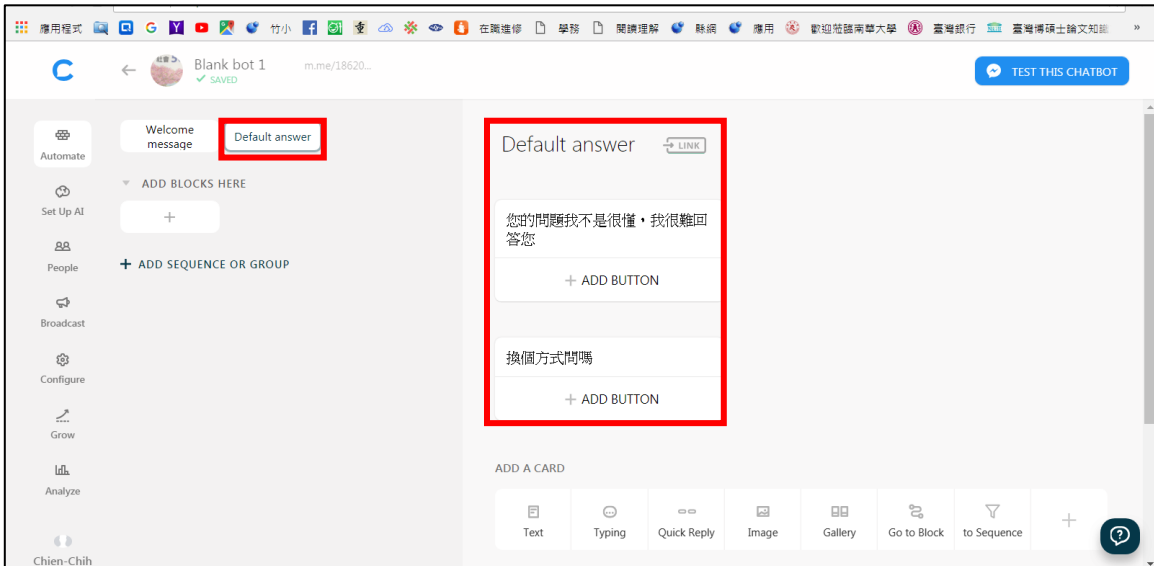 應用程式 竹小 在職進修 學務 閱讀理解 縣網 應用 歡迎蒞臨南華大學 臺灣銀行 臺灣博碩士論文知識 »
Blank bot 1 m.me/18620...
SAVED
TEST THIS CHATBOT
Automate
Set Up AI
People
Broadcast
Configure
Grow
Analyze
Chien-Chih
Welcome
message
Default answer
ADD BLOCKS HERE
+ ADD SEQUENCE OR GROUP
Default answer LINK
您的問題我不是很懂，我很難回
答您
+ ADD BUTTON
換個方式問嗎
+ ADD BUTTON
ADD A CARD
Text Typing Quick Reply Image Gallery Go to Block to Sequence